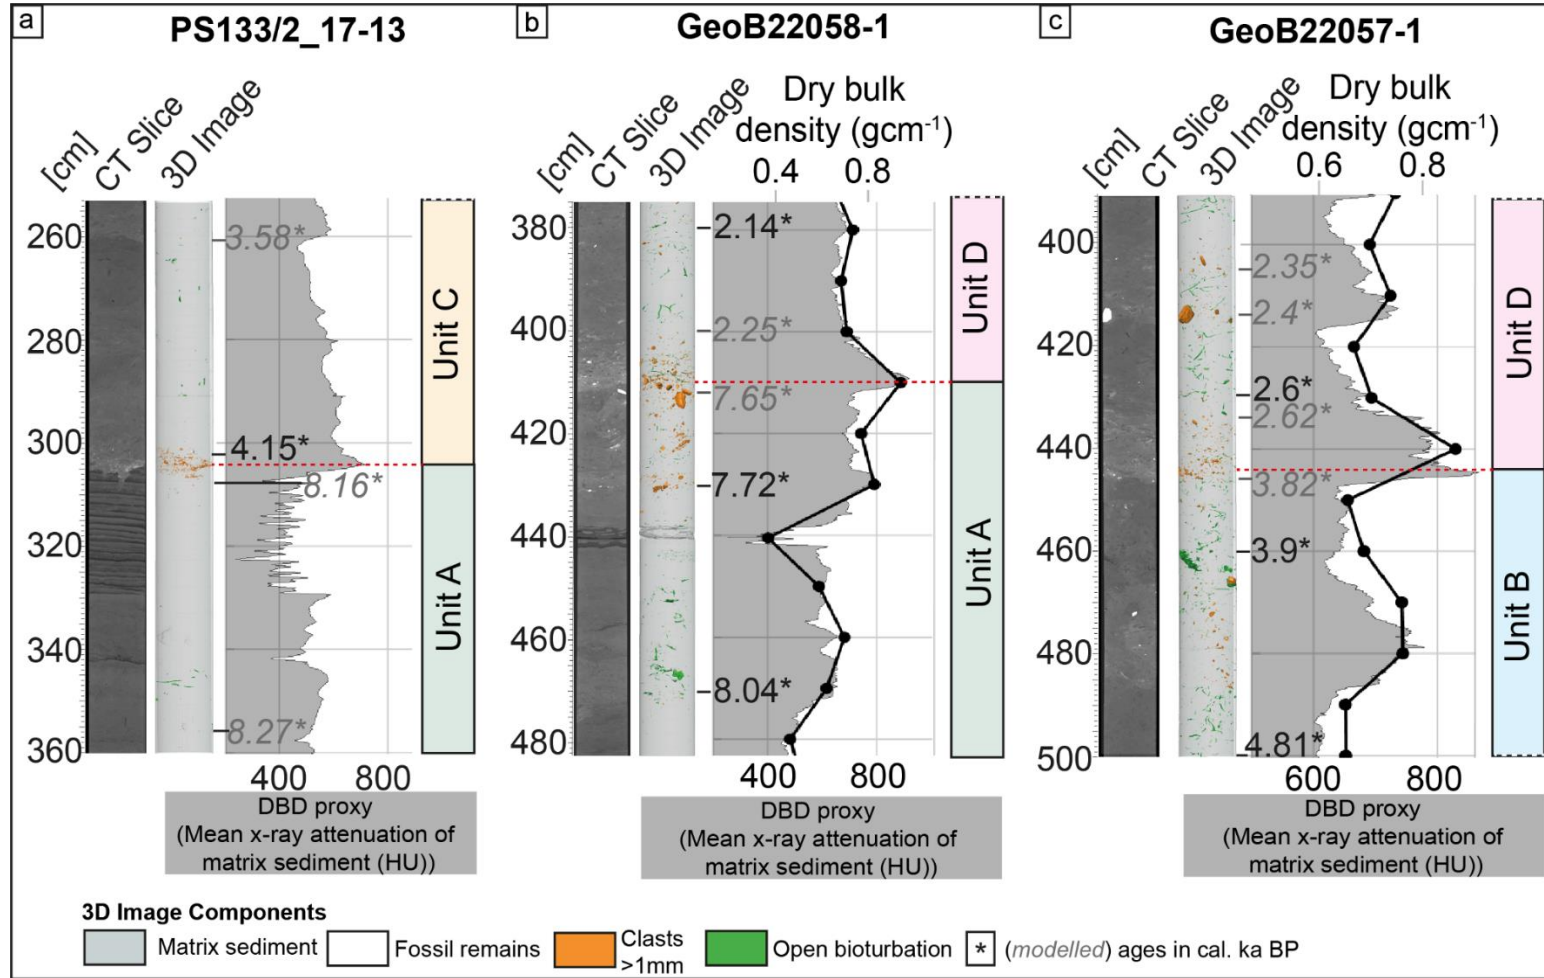 a
PS133/2_17-13
[cm]
CT Slice
3D Image
260
280
300
320
340
360
3.58*
4.15*
8.16*
8.27*
Unit C
Unit A
400
800
DBD proxy
(Mean x-ray attenuation of
matrix sediment (HU))
b
GeoB22058-1
[cm]
CT Slice
3D Image
Dry bulk
density (gcm⁻¹)
0.4
0.8
380
400
420
440
460
480
2.14*
2.25*
7.65*
7.72*
8.04*
Unit D
Unit A
400
800
DBD proxy
(Mean x-ray attenuation of
matrix sediment (HU))
c
GeoB22057-1
[cm]
CT Slice
3D Image
Dry bulk
density (gcm⁻¹)
0.6
0.8
400
420
440
460
480
500
2.35*
2.4*
2.6*
2.62*
3.82*
3.9*
4.81*
Unit D
Unit B
600
800
DBD proxy
(Mean x-ray attenuation of
matrix sediment (HU))
3D Image Components
Matrix sediment
Fossil remains
Clasts
>1mm
Open bioturbation
* (modelled) ages in cal. ka BP